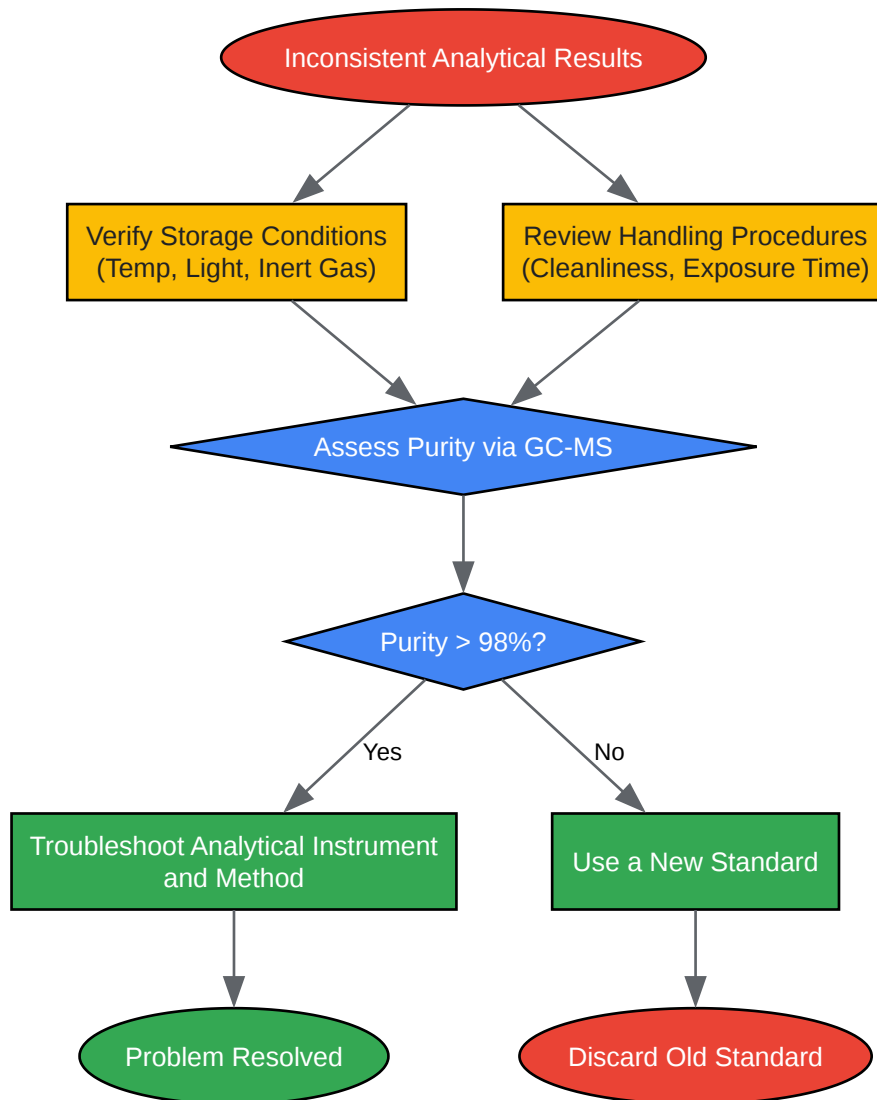 Inconsistent Analytical Results
Verify Storage Conditions
(Temp, Light, Inert Gas)
Review Handling Procedures
(Cleanliness, Exposure Time)
Assess Purity via GC-MS
Purity > 98%?
Yes
No
Troubleshoot Analytical Instrument
and Method
Use a New Standard
Problem Resolved
Discard Old Standard